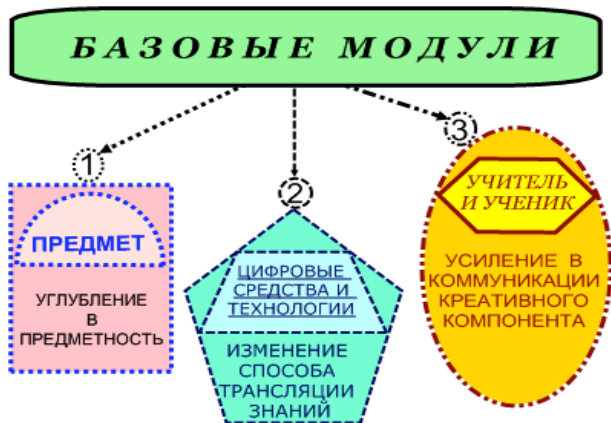 БАЗОВЫЕ МОДУЛИ
1
ПРЕДМЕТ
УГЛУБЛЕНИЕ
В
ПРЕДМЕТНОСТЬ
2
ЦИФРОВЫЕ
СРЕДСТВА И
ТЕХНОЛОГИИ
ИЗМЕНЕНИЕ
СПОСОБА
ТРАНСЛЯЦИИ
ЗНАНИЙ
3
УЧИТЕЛЬ
И УЧЕНИК
УСИЛЕНИЕ В
КОММУНИКАЦИИ
КРЕАТИВНОГО
КОМПОНЕНТА